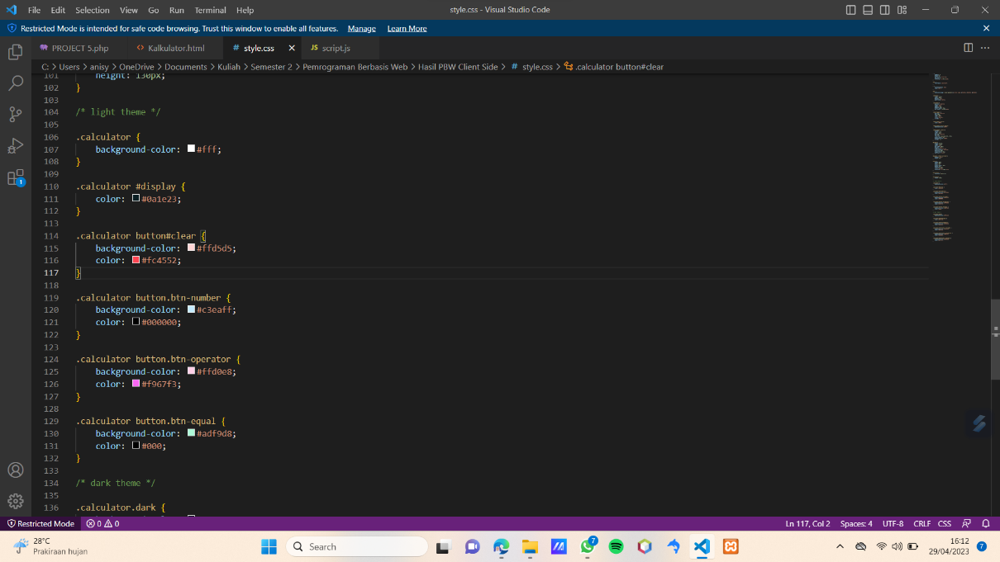 File Edit Selection View Go Run Terminal Help style.css - Visual Studio Code
Restricted Mode is intended for safe code browsing. Trust this window to enable all features. Manage Learn More
PROJECT 5.php <> Kalkulator.html # style.css JS script.js
C: > Users > anisy > OneDrive > Documents > Kuliah > Semester 2 > Pemrograman Berbasis Web > Hasil PBW Client Side > # style.css > .calculator button#clear
101 height: 130px;
102 }
103
104 /* light theme */
105
106 .calculator {
107 background-color: #fff;
108 }
109
110 .calculator #display {
111 color: #0a1e23;
112 }
113
114 .calculator button#clear {
115 background-color: #ffd5d5;
116 color: #fc4552;
117 }
118
119 .calculator button.btn-number {
120 background-color: #c3eaff;
121 color: #000000;
122 }
123
124 .calculator button.btn-operator {
125 background-color: #ffd0e8;
126 color: #f967f3;
127 }
128
129 .calculator button.btn-equal {
130 background-color: #adf9d8;
131 color: #000;
132 }
133
134 /* dark theme */
135
136 .calculator.dark {
1
Restricted Mode 0 0 Ln 117, Col 2 Spaces: 4 UTF-8 CRLF CSS
28°C
Prakiraan hujan
Search
7
16:12
29/04/2023
7